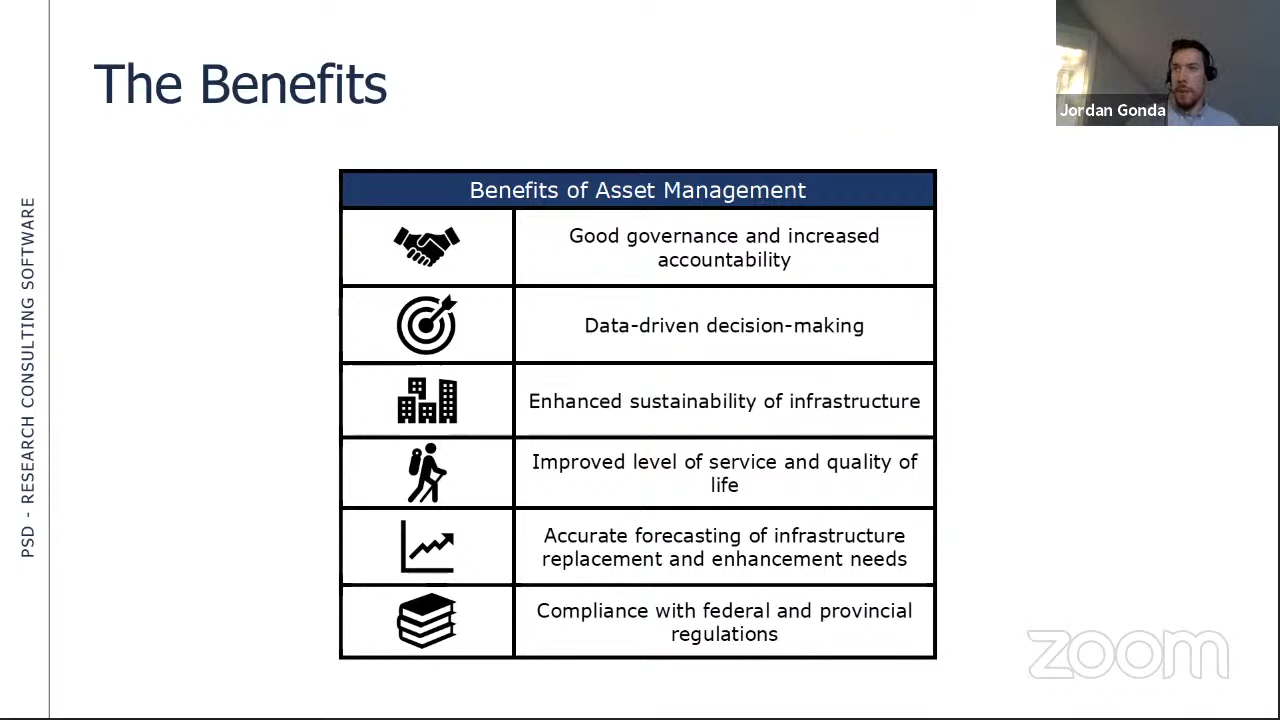 The Benefits
Jordan Gonda
PSD - RESEARCH CONSULTING SOFTWARE
Benefits of Asset Management
Good governance and increased
accountability
Data-driven decision-making
Enhanced sustainability of infrastructure
Improved level of service and quality of
life
Accurate forecasting of infrastructure
replacement and enhancement needs
Compliance with federal and provincial
regulations
zoom